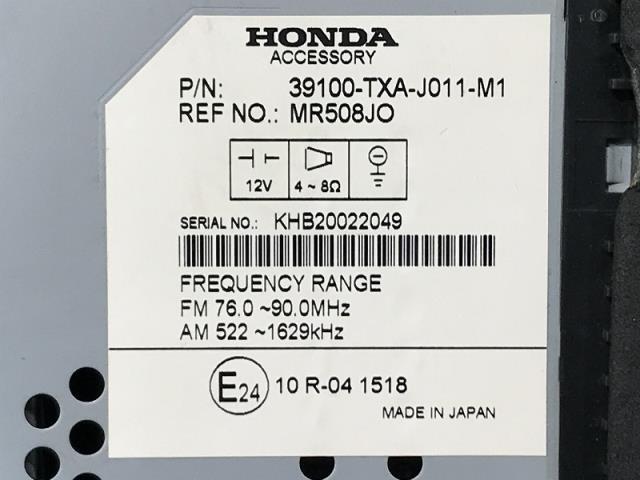 HONDA
ACCESSORY
P/N: 39100-TXA-J011-M1
REF NO.: MR508JO
12V 4 ~ 8Ω
SERIAL NO.: KHB20022049
FREQUENCY RANGE
FM 76.0 ~90.0MHz
AM 522 ~1629kHz
E24 10 R-04 1518
MADE IN JAPAN